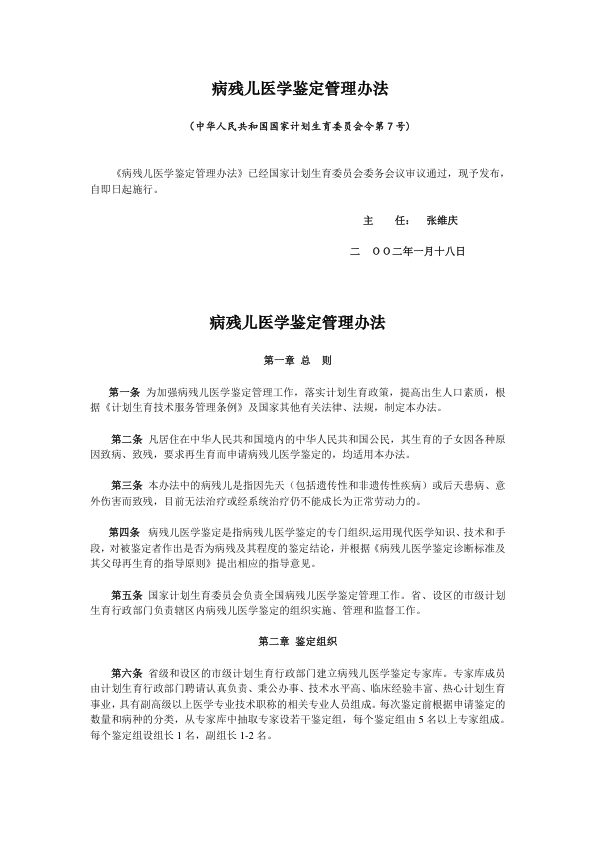 病残儿医学鉴定管理办法
（中华人民共和国国家计划生育委员会令第７号)
《病残儿医学鉴定管理办法》已经国家计划生育委员会委务会议审议通过，现予发布，
自即日起施行。
主　　任：　张维庆
二　ＯＯ二年一月十八日
病残儿医学鉴定管理办法
第一章 总　则
第一条 为加强病残儿医学鉴定管理工作，落实计划生育政策，提高出生人口素质，根
据《计划生育技术服务管理条例》及国家其他有关法律、法规，制定本办法。
第二条 凡居住在中华人民共和国境内的中华人民共和国公民，其生育的子女因各种原
因致病、致残，要求再生育而申请病残儿医学鉴定的，均适用本办法。
第三条 本办法中的病残儿是指因先天（包括遗传性和非遗传性疾病）或后天患病、意
外伤害而致残，目前无法治疗或经系统治疗仍不能成长为正常劳动力的。
第四条 病残儿医学鉴定是指病残儿医学鉴定的专门组织,运用现代医学知识、技术和手
段，对被鉴定者作出是否为病残及其程度的鉴定结论，并根据《病残儿医学鉴定诊断标准及
其父母再生育的指导原则》提出相应的指导意见。
第五条 国家计划生育委员会负责全国病残儿医学鉴定管理工作。省、设区的市级计划
生育行政部门负责辖区内病残儿医学鉴定的组织实施、管理和监督工作。
第二章 鉴定组织
第六条 省级和设区的市级计划生育行政部门建立病残儿医学鉴定专家库。专家库成员
由计划生育行政部门聘请认真负责、秉公办事、技术水平高、临床经验丰富、热心计划生育
事业，具有副高级以上医学专业技术职称的相关专业人员组成。每次鉴定前根据申请鉴定的
数量和病种的分类，从专家库中抽取专家设若干鉴定组，每个鉴定组由 5 名以上专家组成。
每个鉴定组设组长 1 名，副组长 1-2 名。